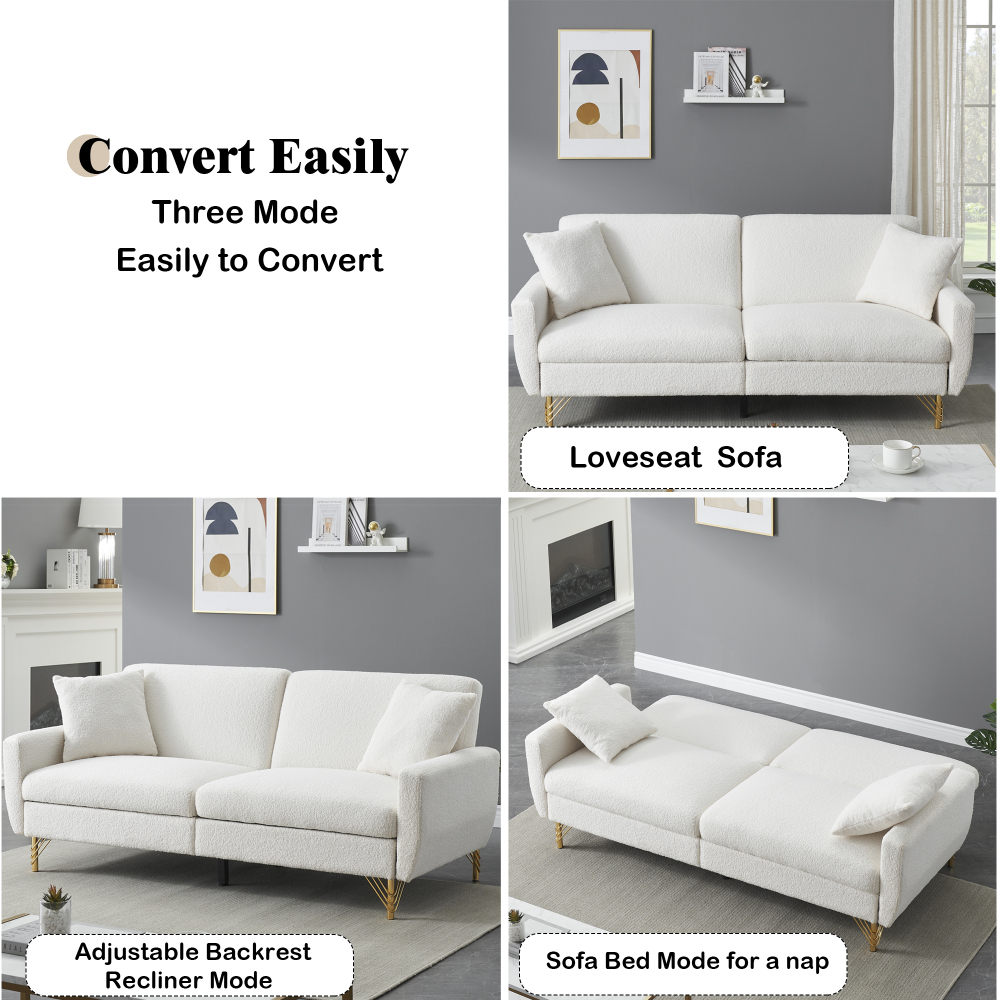 Convert Easily
Three Mode
Easily to Convert
Loveseat Sofa
Adjustable Backrest
Recliner Mode
Sofa Bed Mode for a nap